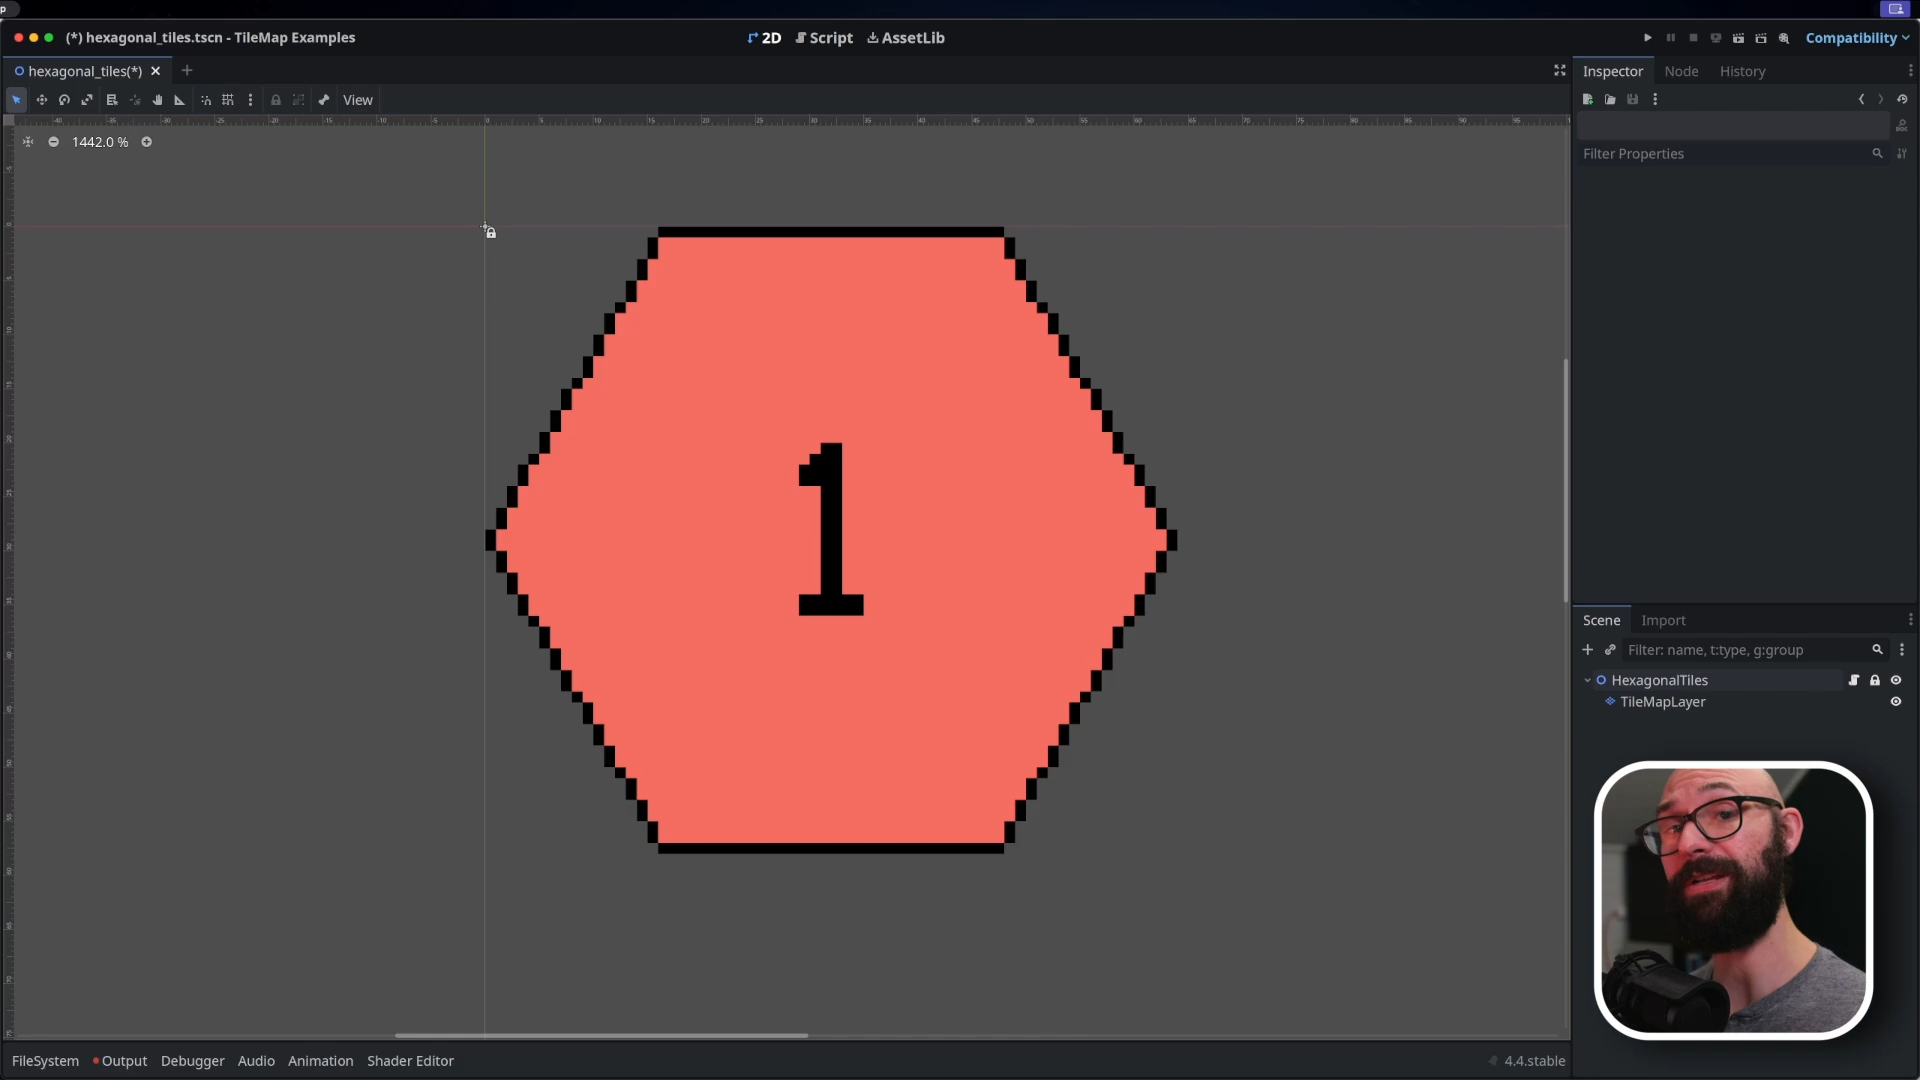 p
(*) hexagonal_tiles.tscn - TileMap Examples
2D Script AssetLib
Compatibility
hexagonal_tiles(*)
Inspector Node History
View
1442.0 %
Filter Properties
1
Scene Import
Filter: name, t:type, g:group
HexagonalTiles
TileMapLayer
FileSystem Output Debugger Audio Animation Shader Editor
4.4.stable